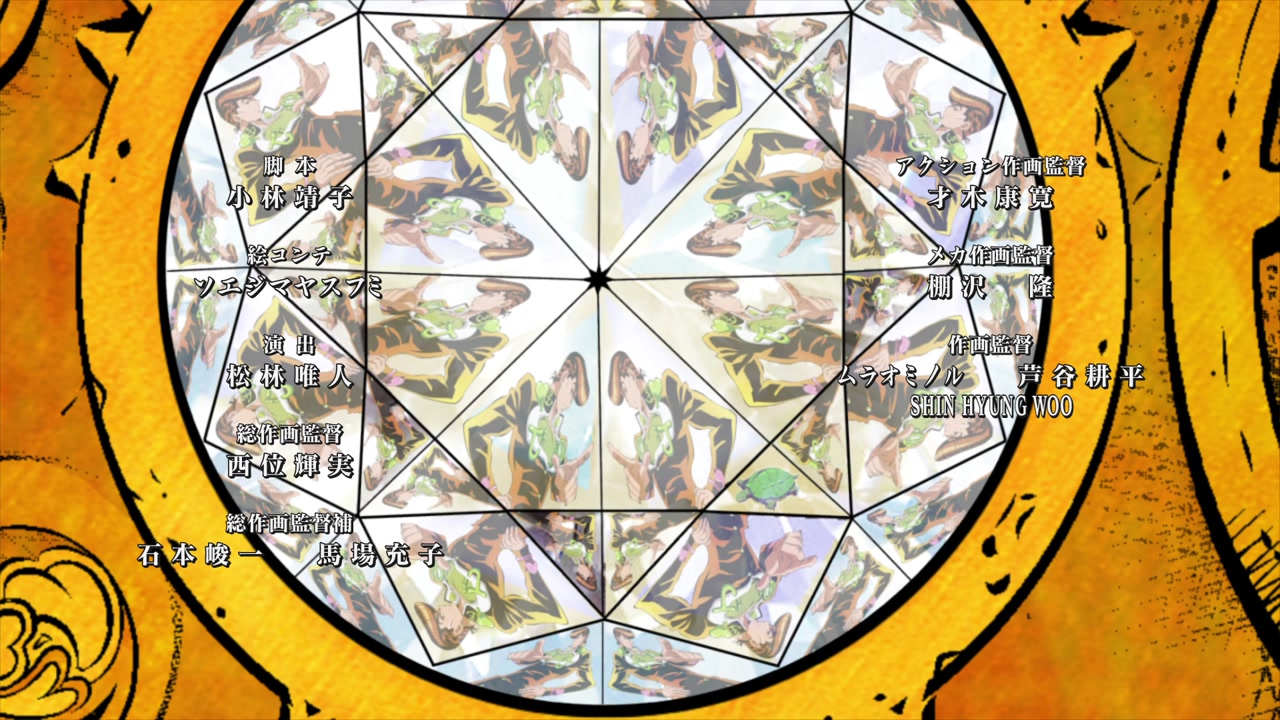 脚本
小林靖子
絵コンテ
ソエジマヤスフミ
演出
松林唯人
総作画監督
西位輝実
総作画監督補
石本峻一 馬場充子
アクション作画監督
才木康寛
メカ作画監督
棚沢 隆
作画監督
ムラオミノル 芦谷耕平
SHIN HYUNG WOO